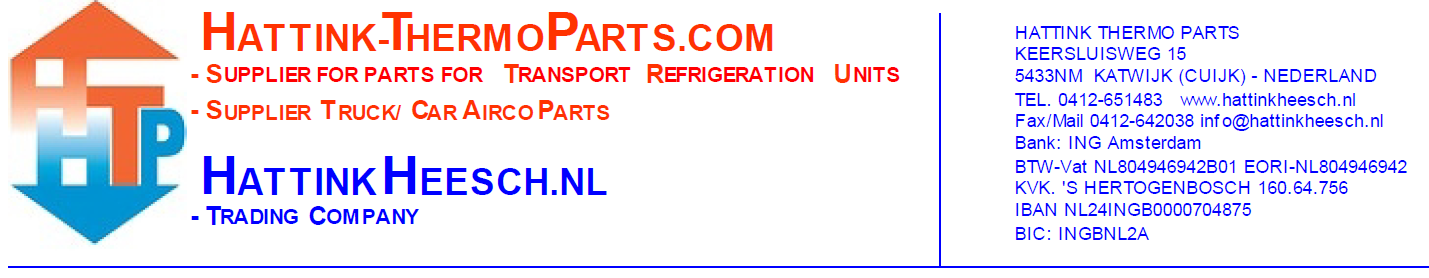 HTP
HATTINK-THERMOPARTS.COM
- SUPPLIER FOR PARTS FOR TRANSPORT REFRIGERATION UNITS
- SUPPLIER TRUCK/ CAR AIRCO PARTS
HATTINK HEESCH.NL
- TRADING COMPANY
HATTINK THERMO PARTS
KEERSLUISWEG 15
5433NM KATWIJK (CUIJK) - NEDERLAND
TEL. 0412-651483 www.hattinkheesch.nl
Fax/Mail 0412-642038 info@hattinkheesch.nl
Bank: ING Amsterdam
BTW-Vat NL804946942B01 EORI-NL804946942
KVK. 'S HERTOGENBOSCH 160.64.756
IBAN NL24INGB0000704875
BIC: INGBNL2A